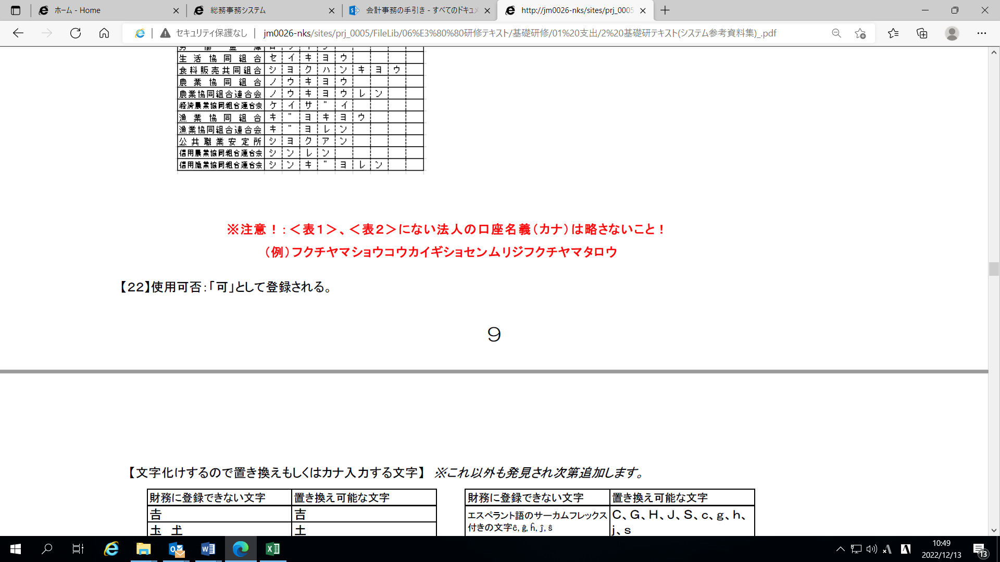 ホーム - Home
総務事務システム
会計事務の手引き - すべてのドキュメ
http://jm0026-nks/sites/prj_0005
セキュリティ保護なし
jm0026-nks/sites/prj_0005/FileLib/06%E3%80%80研修テキスト/基礎研修/01%20支出/2%20基礎研テキスト(システム参考資料集)_.pdf
生活協同組合 セイキヨウ
食料販売共同組合 シヨクハンキヨウ
農業協同組合 ノウキヨウ
農業協同組合連合会 ノウキヨウレン
経済農業協同組合連合会 ケイサ゛イ
漁業協同組合 キ゛ヨキヨウ
漁業協同組合連合会 キ゛ヨレン
公共職業安定所 シヨクアン
信用農業協同組合連合会 シンレン
信用漁業協同組合連合会 シンキ゛ヨレン
※注意！：＜表１＞、＜表２＞にない法人の口座名義（カナ）は略さないこと！
（例）フクチヤマショウコウカイギショセンムリジフクチヤマタロウ
【２２】使用可否：「可」として登録される。
９
【文字化けするので置き換えもしくはカナ入力する文字】 ※これ以外も発見され次第追加します。
財務に登録できない文字 置き換え可能な文字
𠮷 吉
圡 𡈽 土
財務に登録できない文字 置き換え可能な文字
エスペラント語のサーカムフレックス
付きの文字ĉ, ĝ, ĥ, ĵ, ŝ
Ｃ、Ｇ、Ｈ、Ｊ、Ｓ、ｃ、ｇ、ｈ、
ｊ、ｓ
10:49
2022/12/13
13